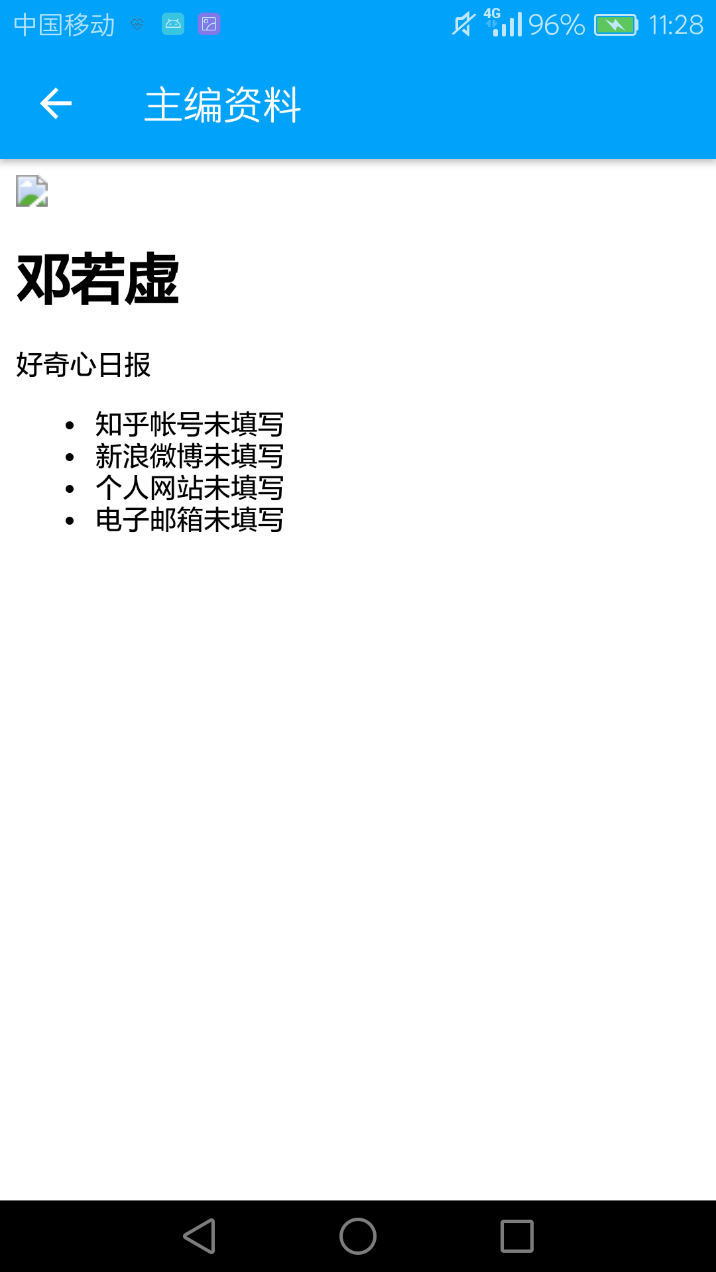 中国移动 4G 96% 11:28
主编资料
邓若虚
好奇心日报
• 知乎帐号未填写
• 新浪微博未填写
• 个人网站未填写
• 电子邮箱未填写